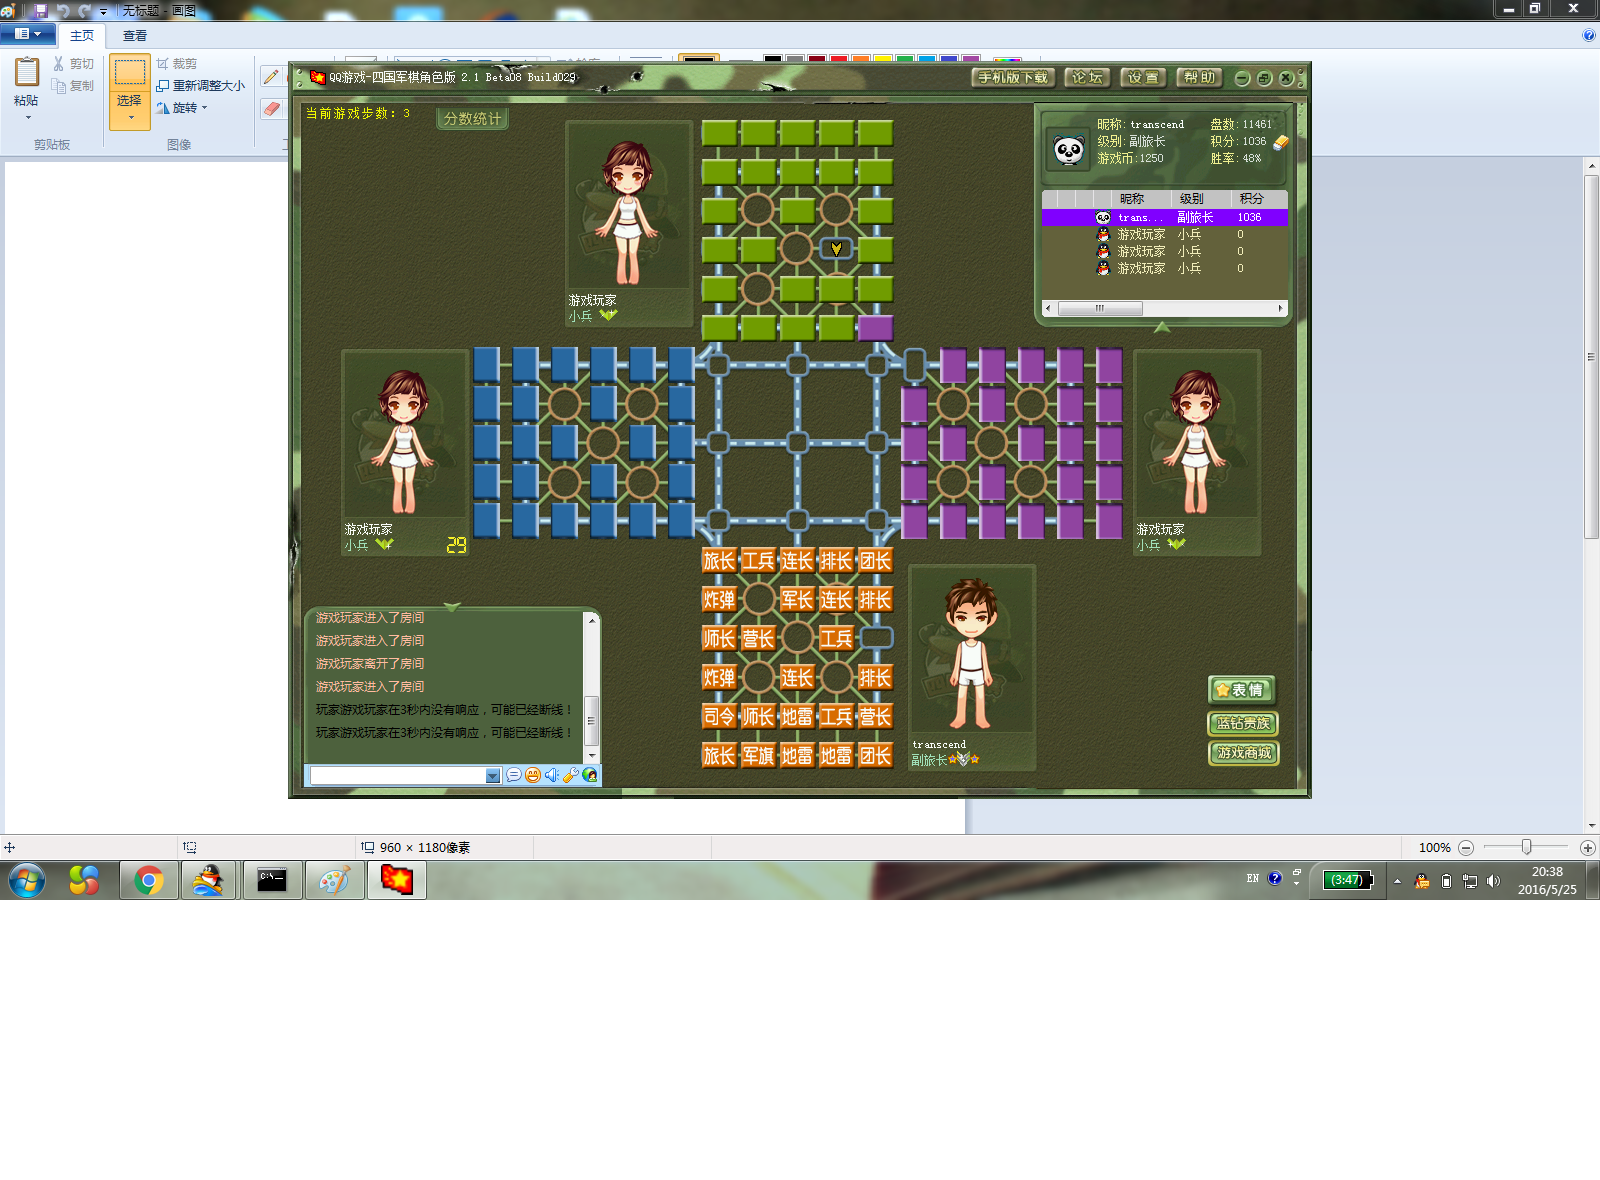 无标题 - 画图
主页 查看
粘贴
剪切
复制
剪贴板
选择
裁剪
重新调整大小
旋转
图像
QQ游戏-四国军棋角色版 2.1 Beta08 Build029
手机版下载 论坛 设置 帮助
当前游戏步数: 3
分数统计
游戏玩家
小兵
昵称: transcend 盘数: 11461
级别: 副旅长 积分: 1036
游戏币:1250 胜率: 48%
昵称 级别 积分
trans... 副旅长 1036
游戏玩家 小兵 0
游戏玩家 小兵 0
游戏玩家 小兵 0
游戏玩家
小兵
29
游戏玩家
小兵
旅长 工兵 连长 排长 团长
炸弹 军长 连长 排长
师长 营长 工兵
炸弹 连长 排长
司令 师长 地雷 工兵 营长
旅长 军旗 地雷 地雷 团长
transcend
副旅长
游戏玩家进入了房间
游戏玩家进入了房间
游戏玩家离开了房间
游戏玩家进入了房间
玩家游戏玩家在3秒内没有响应，可能已经断线！
玩家游戏玩家在3秒内没有响应，可能已经断线！
表情
蓝钻贵族
游戏商城
960 × 1180像素
100%
C:\._
EN
(3:47)
20:38
2016/5/25